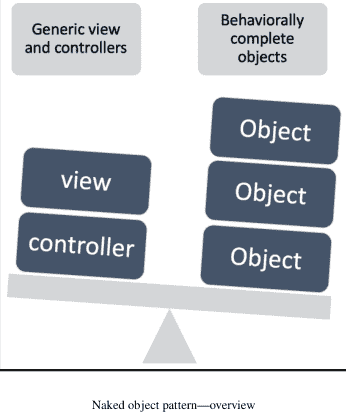 Generic view
and controllers
Behaviorally
complete
objects
view
controller
Object
Object
Object
Naked object pattern—overview